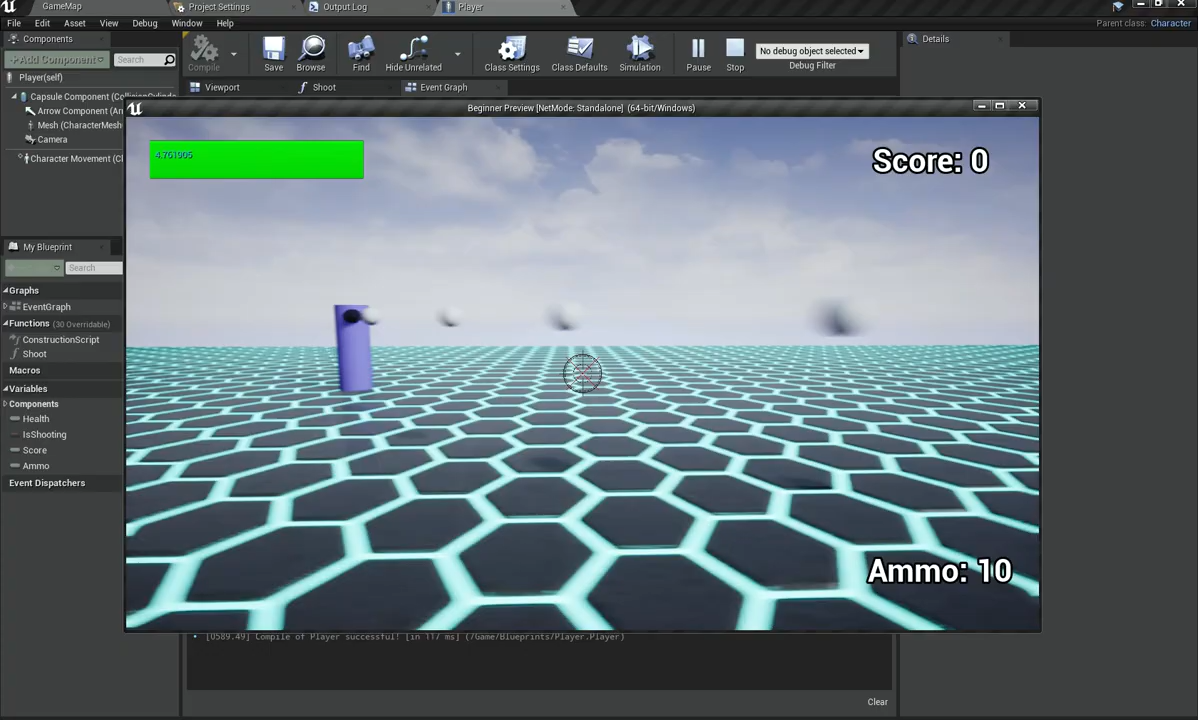 GameMap
Project Settings
Output Log
Player
File Edit Asset View Debug Window Help
Parent class: Character
Components
+Add Component
Search
Player(self)
Capsule Component (CollisionCylinde
Arrow Component (Arr
Mesh (CharacterMesh
Camera
Character Movement (Ch
Compile
Save
Browse
Find
Hide Unrelated
Class Settings
Class Defaults
Simulation
Pause
Stop
No debug object selected
Debug Filter
Details
Viewport
Shoot
Event Graph
Beginner Preview [NetMode: Standalone] (64-bit/Windows)
4.761905
Score: 0
Ammo: 10
My Blueprint
Search
Graphs
EventGraph
Functions (30 Overridable)
ConstructionScript
Shoot
Macros
Variables
Components
Health
IsShooting
Score
Ammo
Event Dispatchers
[0589.49] Compile of Player successful! [in 117 ms] (/Game/Blueprints/Player.Player)
Clear